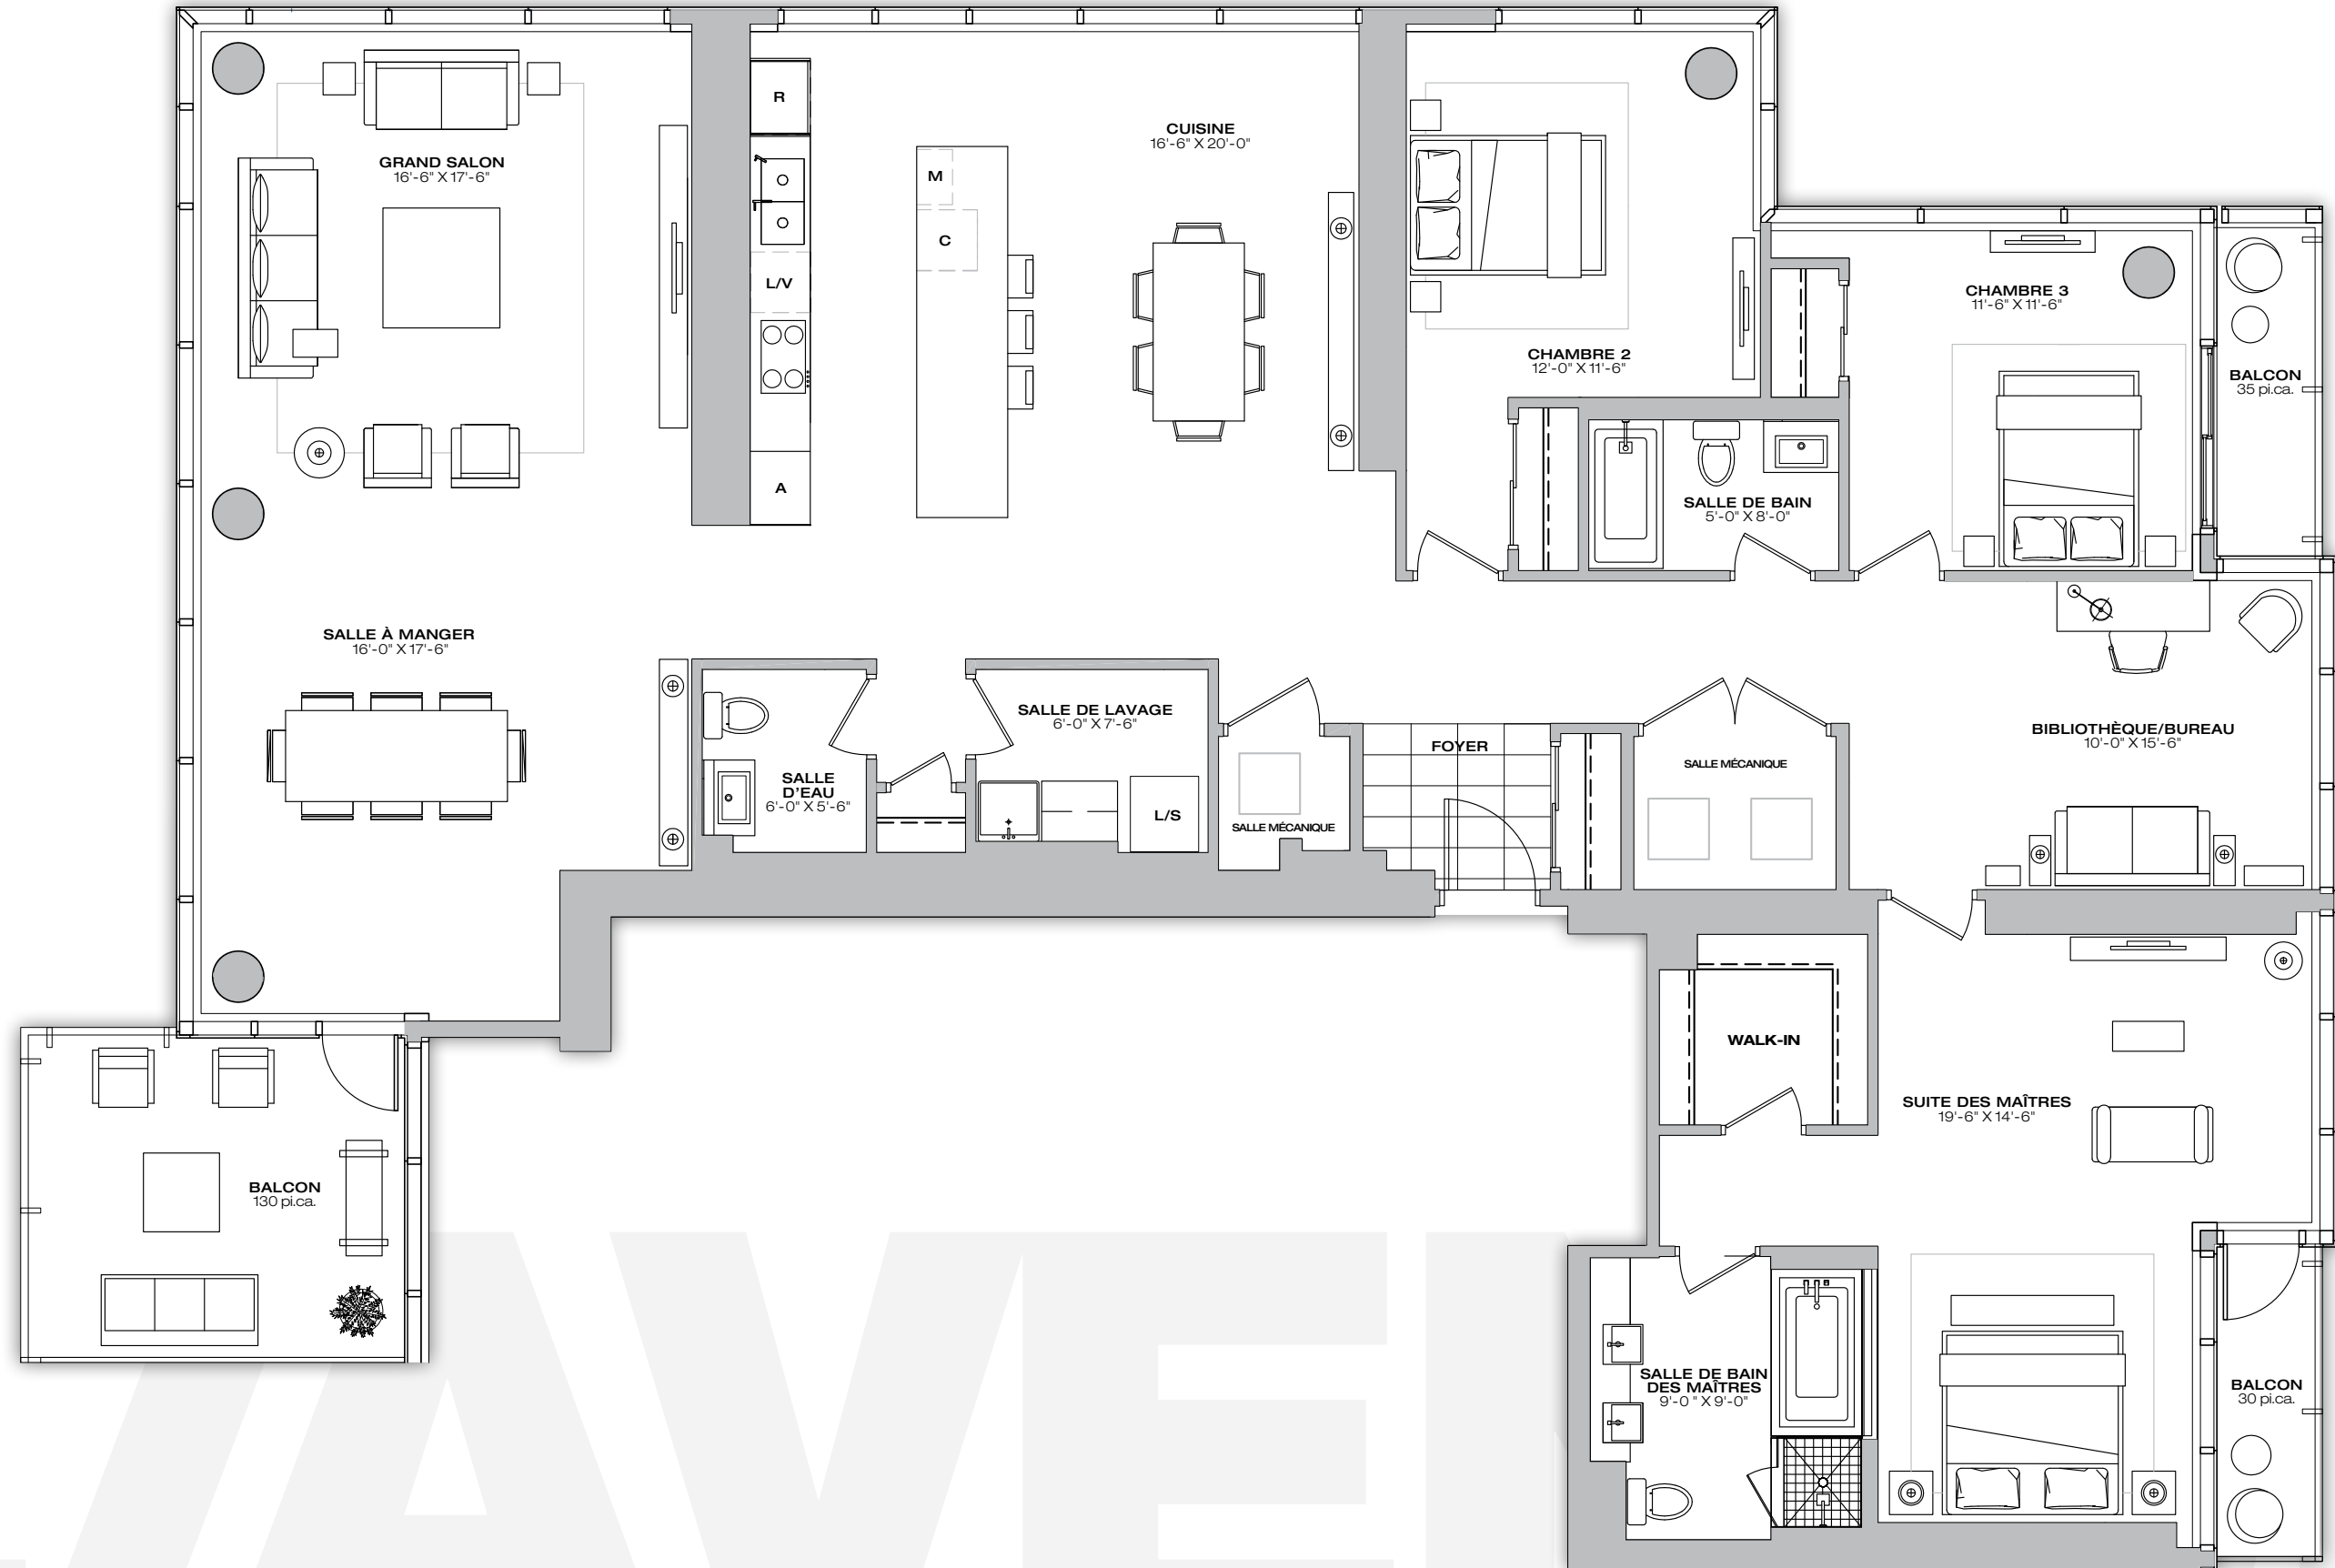 GRAND SALON
16'-6" X 17'-6"
R
L/V
A
M
C
CUISINE
16'-6" X 20'-0"
CHAMBRE 2
12'-0" X 11'-6"
CHAMBRE 3
11'-6" X 11'-6"
BALCON
35 pi.ca.
SALLE DE BAIN
5'-0" X 8'-0"
SALLE À MANGER
16'-0" X 17'-6"
SALLE
D'EAU
6'-0" X 5'-6"
SALLE DE LAVAGE
6'-0" X 7'-6"
L/S
SALLE MÉCANIQUE
FOYER
SALLE MÉCANIQUE
BIBLIOTHÈQUE/BUREAU
10'-0" X 15'-6"
WALK-IN
SUITE DES MAÎTRES
19'-6" X 14'-6"
BALCON
130 pi.ca.
SALLE DE BAIN
DES MAÎTRES
9'-0 " X 9'-0"
BALCON
30 pi.ca.